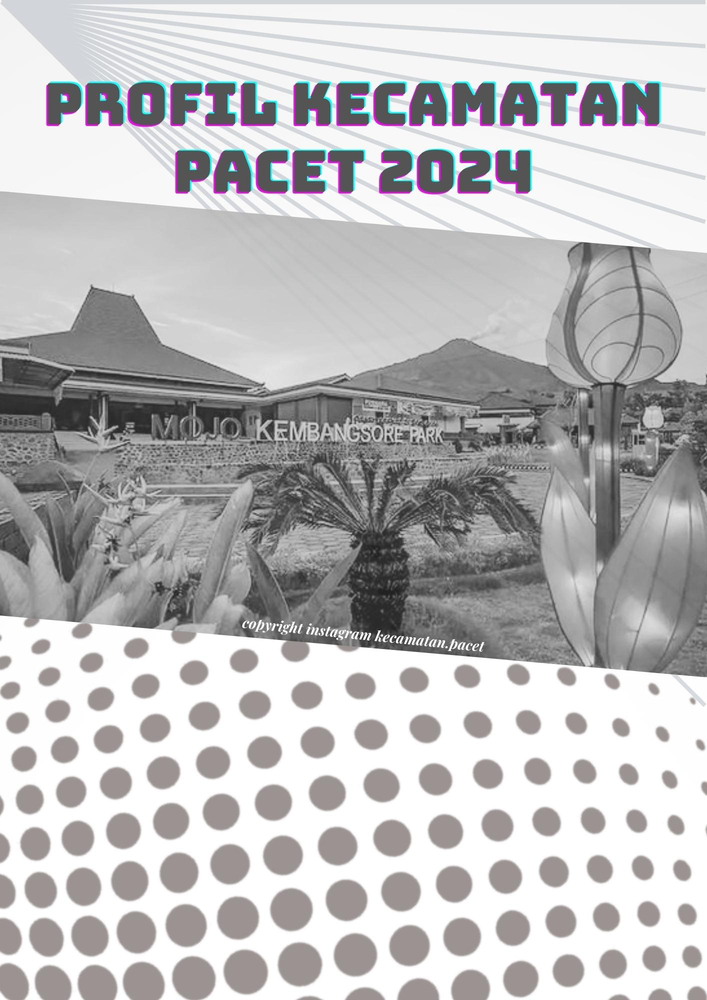 PROFIL KECAMATAN
PACET 2024
MOJO KEMBANGSORE PARK
copyright instagram kecamatan.pacet